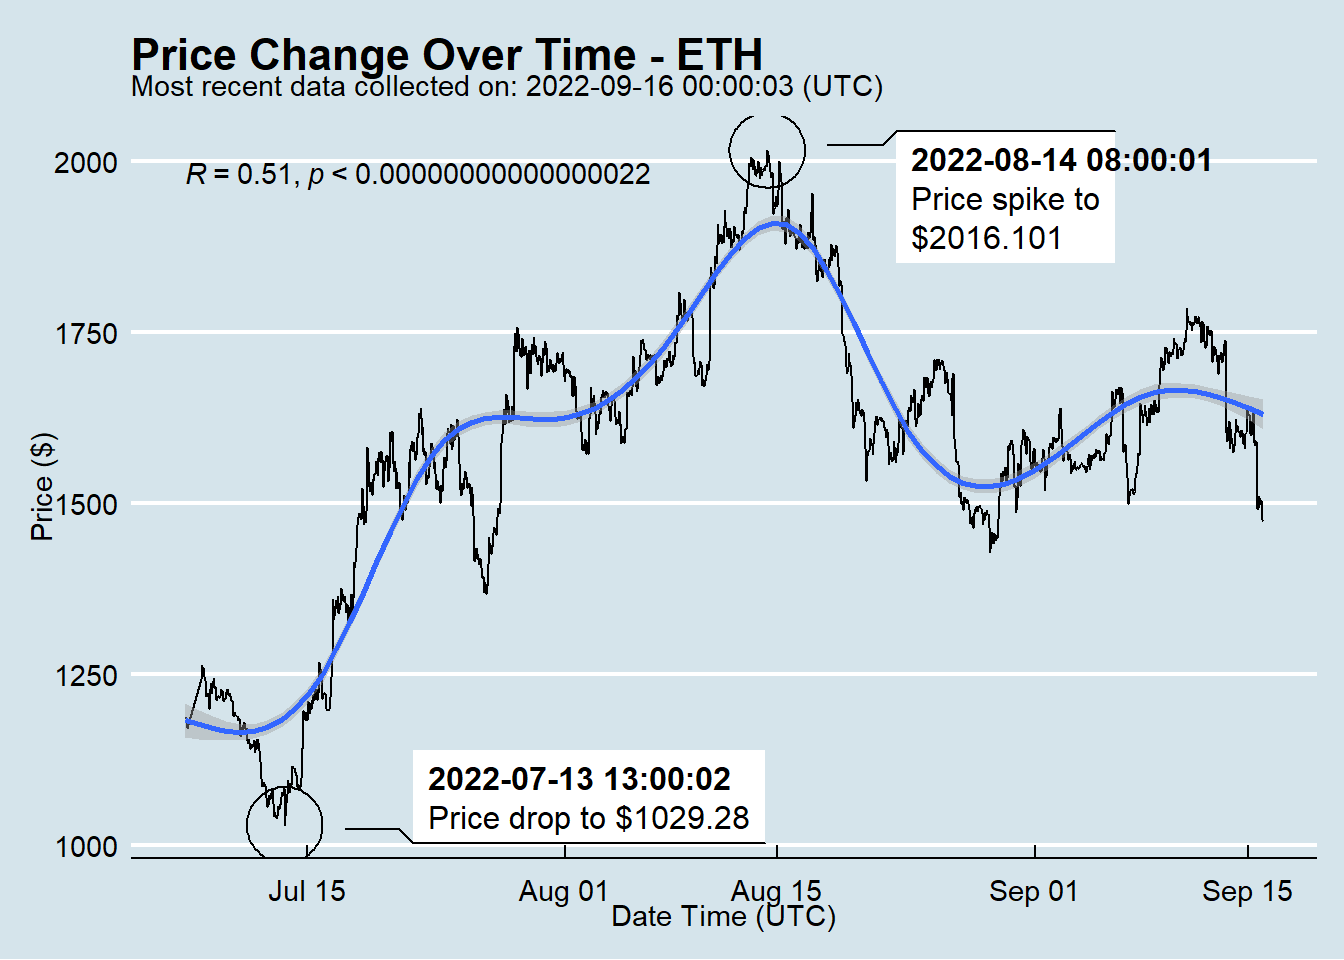 Price Change Over Time - ETH
Most recent data collected on: 2022-09-16 00:00:03 (UTC)
R = 0.51, p < 0.00000000000000022
2022-08-14 08:00:01
Price spike to
$2016.101
2022-07-13 13:00:02
Price drop to $1029.28
Price ($)
2000
1750
1500
1250
1000
Jul 15
Aug 01
Aug 15
Sep 01
Sep 15
Date Time (UTC)